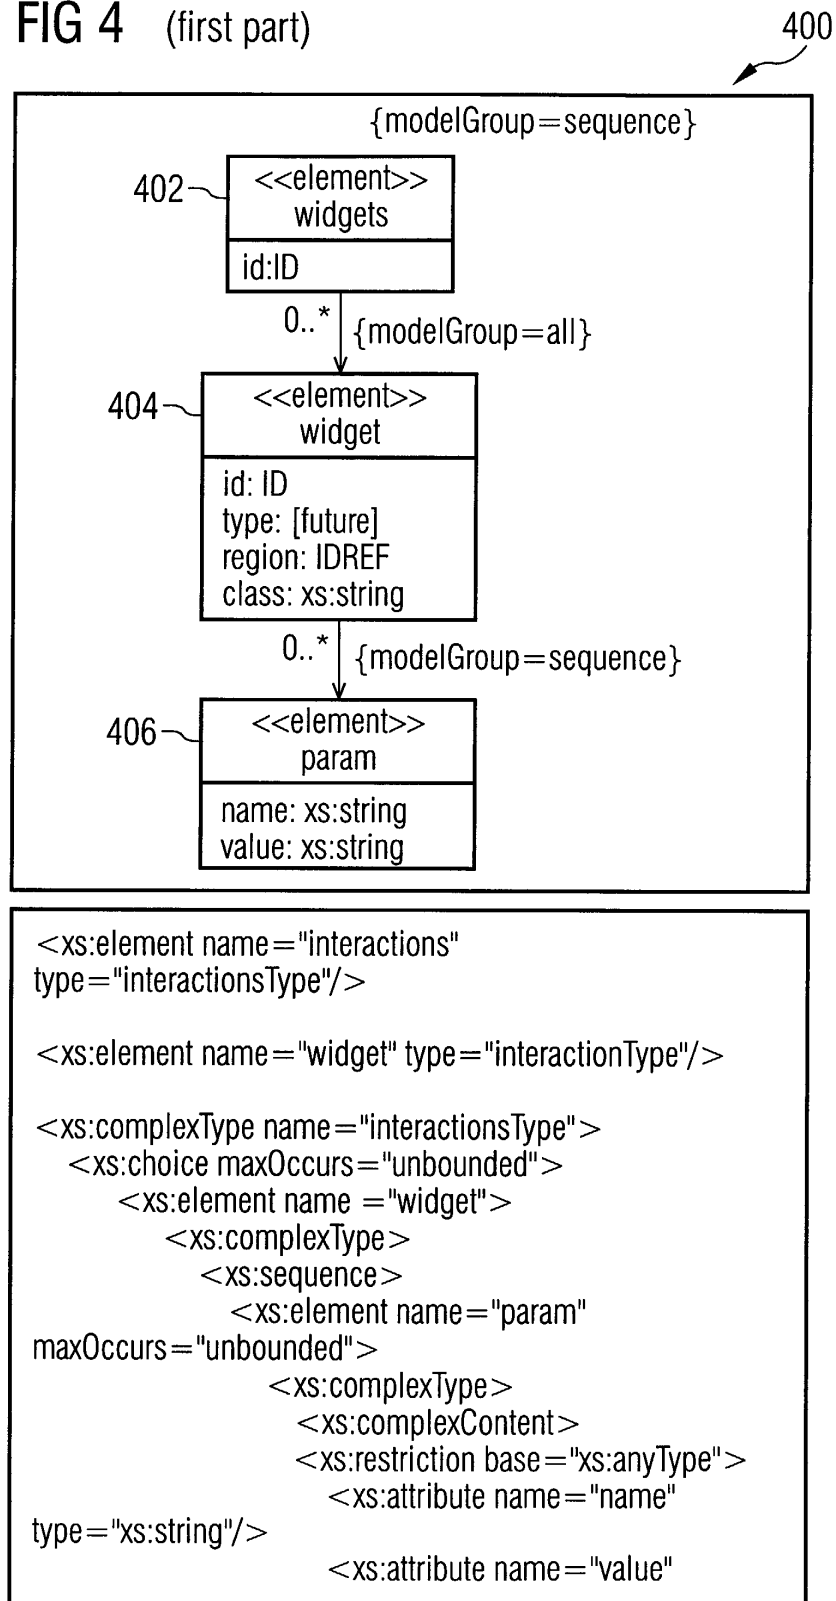 FIG 4 (first part)
400
{modelGroup=sequence}
402
<<element>>
widgets
id:ID
0..*
{modelGroup=all}
404
<<element>>
widget
id: ID
type: [future]
region: IDREF
class: xs:string
0..*
{modelGroup=sequence}
406
<<element>>
param
name: xs:string
value: xs:string
<xs:element name="interactions"
type="interactionsType"/>
<xs:element name="widget" type="interactionType"/>
<xs:complexType name="interactionsType">
<xs:choice maxOccurs="unbounded">
<xs:element name ="widget">
<xs:complexType>
<xs:sequence>
<xs:element name="param"
maxOccurs="unbounded">
<xs:complexType>
<xs:complexContent>
<xs:restriction base="xs:anyType">
<xs:attribute name="name"
type="xs:string"/>
<xs:attribute name="value"